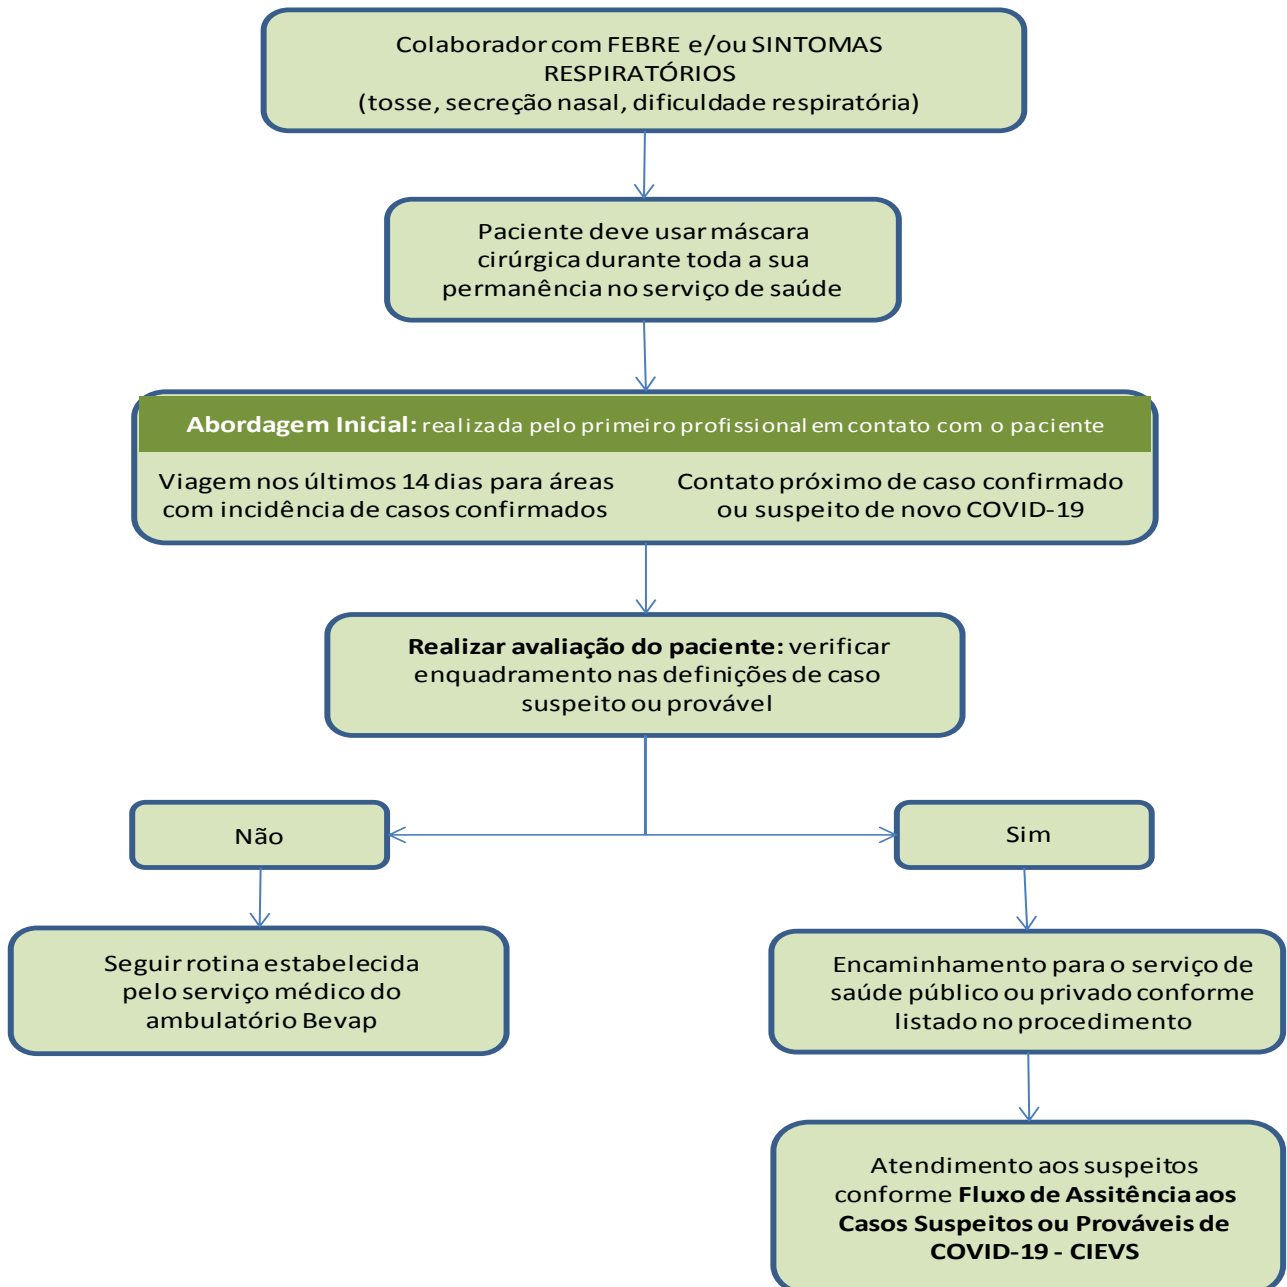 Colaborador com FEBRE e/ou SINTOMAS
RESPIRATÓRIOS
(tosse, secreção nasal, dificuldade respiratória)
Paciente deve usar máscara
cirúrgica durante toda a sua
permanência no serviço de saúde
Abordagem Inicial: realizada pelo primeiro profissional em contato com o paciente
Viagem nos últimos 14 dias para áreas
com incidência de casos confirmados
Contato próximo de caso confirmado
ou suspeito de novo COVID-19
Realizar avaliação do paciente: verificar
enquadramento nas definições de caso
suspeito ou provável
Não
Sim
Seguir rotina estabelecida
pelo serviço médico do
ambulatório Bevap
Encaminhamento para o serviço de
saúde público ou privado conforme
listado no procedimento
Atendimento aos suspeitos
conforme Fluxo de Assitência aos
Casos Suspeitos ou Prováveis de
COVID-19 - CIEVS